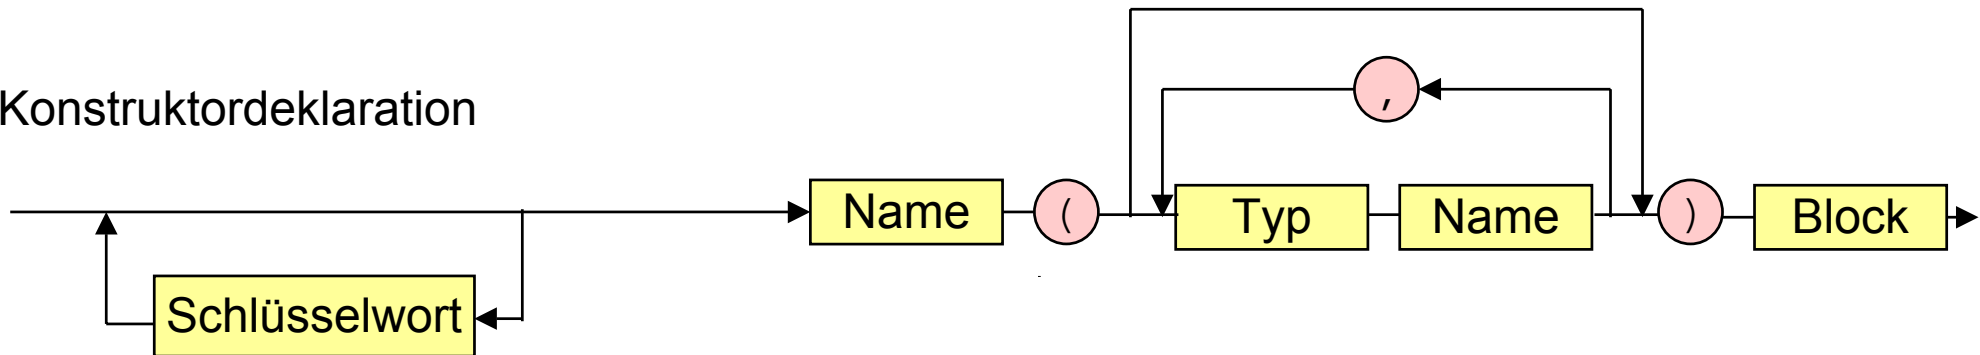 ,
Konstruktordeklaration
Name ( Typ Name ) Block
Schlüsselwort